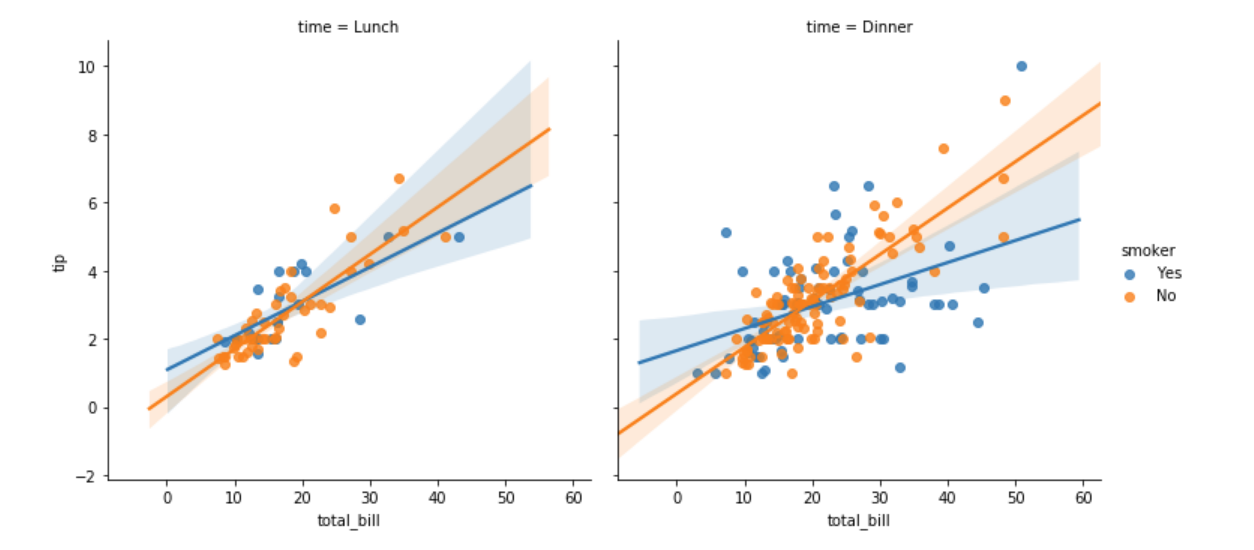 time = Lunch
time = Dinner
10
8
6
4
2
0
−2
tip
0 10 20 30 40 50 60
0 10 20 30 40 50 60
total_bill
total_bill
smoker
Yes
No